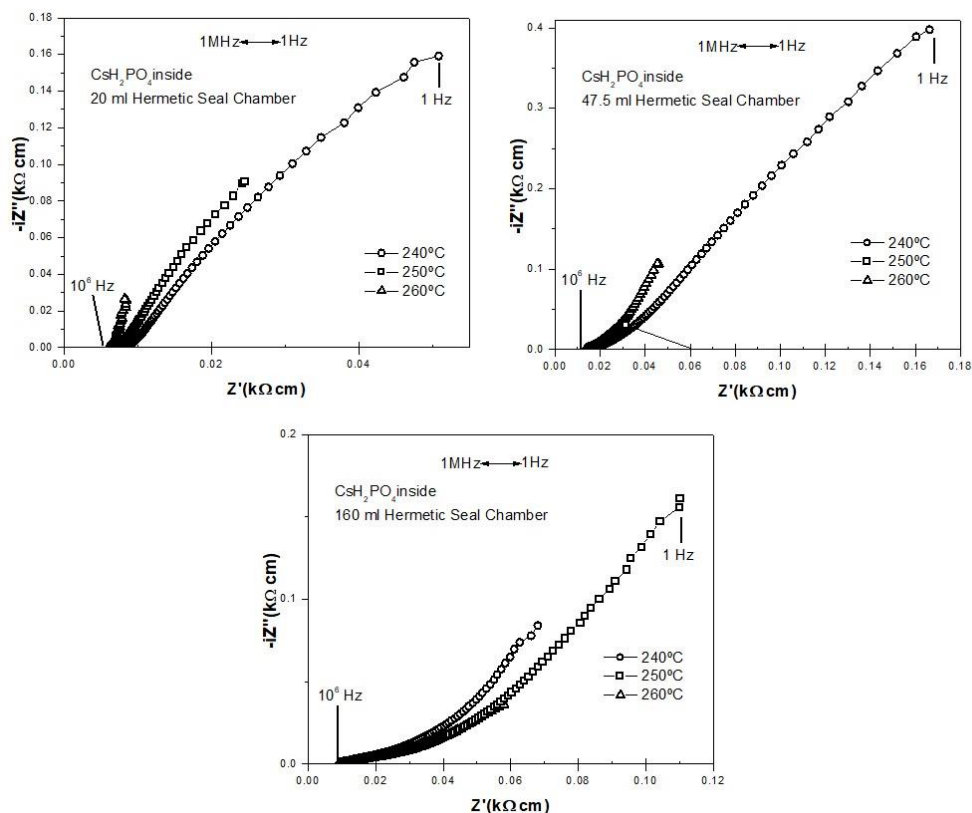 0.18
0.16
0.14
0.12
0.10
0.08
0.06
0.04
0.02
0.00
-iZ"(kΩ cm)
1MHz 1Hz
CsH₂PO₄inside
20 ml Hermetic Seal Chamber
1 Hz
240ºC
250ºC
260ºC
10⁶ Hz
0.00 0.02 0.04
Z'(kΩ cm)
0.4
0.3
0.2
0.1
0.0
-iZ"(kΩ cm)
1MHz 1Hz
CsH₂PO₄inside
47.5 ml Hermetic Seal Chamber
1 Hz
240ºC
250ºC
260ºC
10⁶ Hz
0.00 0.02 0.04 0.06 0.08 0.10 0.12 0.14 0.16 0.18
Z'(kΩ cm)
0.2
0.1
0.0
-iZ"(kΩ cm)
1MHz 1Hz
CsH₂PO₄inside
160 ml Hermetic Seal Chamber
1 Hz
240ºC
250ºC
260ºC
10⁶ Hz
0.00 0.02 0.04 0.06 0.08 0.10 0.12
Z'(kΩ cm)